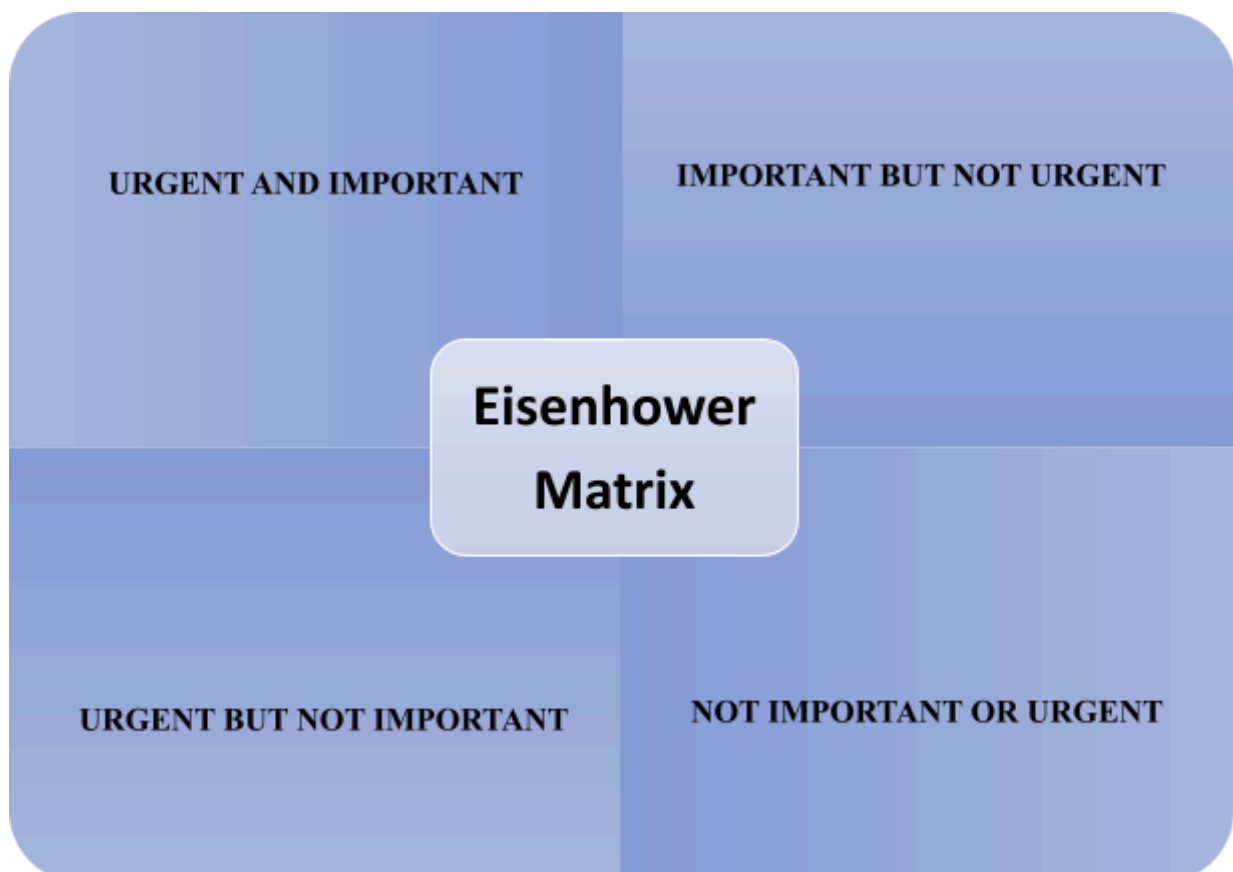 URGENT AND IMPORTANT
IMPORTANT BUT NOT URGENT
Eisenhower
Matrix
URGENT BUT NOT IMPORTANT
NOT IMPORTANT OR URGENT